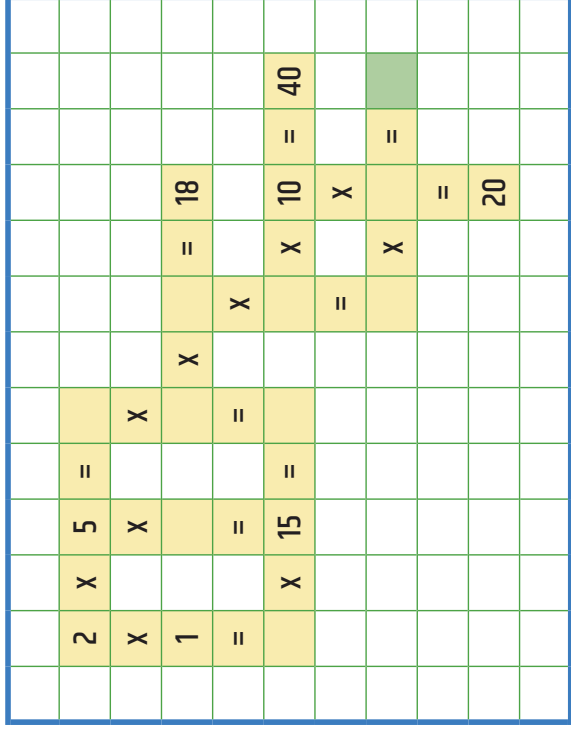 2 X 5 =
X X X
1 X = 18
= = = X
X 15 = X 10 = 40
= X
X =
=
20